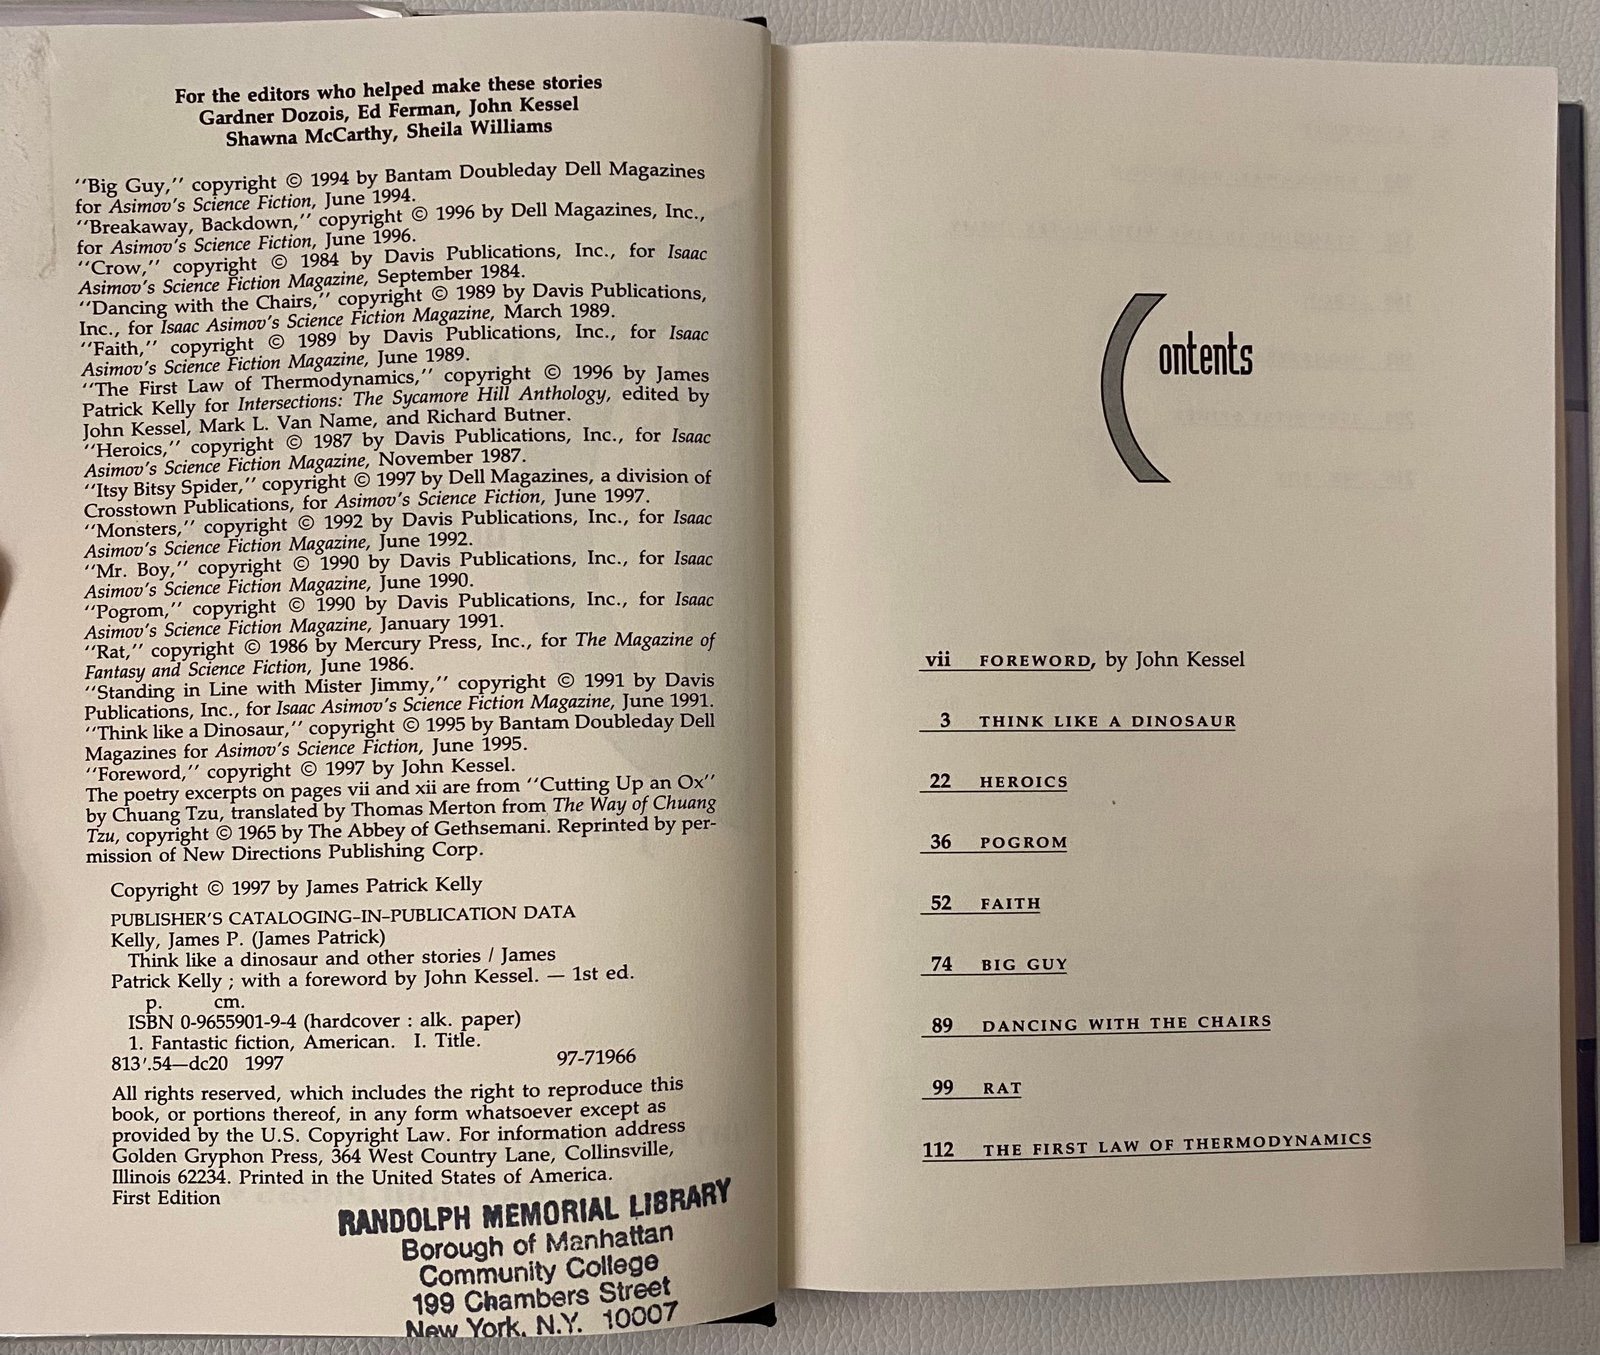 For the editors who helped make these stories
Gardner Dozois, Ed Ferman, John Kessel
Shawna McCarthy, Sheila Williams
‘‘Big Guy,’’ copyright © 1994 by Bantam Doubleday Dell Magazines
for Asimov's Science Fiction, June 1994.
‘‘Breakaway, Backdown,’’ copyright © 1996 by Dell Magazines, Inc.,
for Asimov's Science Fiction, June 1996.
‘‘Crow,’’ copyright © 1984 by Davis Publications, Inc., for Isaac
Asimov's Science Fiction Magazine, September 1984.
‘‘Dancing with the Chairs,’’ copyright © 1989 by Davis Publications,
Inc., for Isaac Asimov's Science Fiction Magazine, March 1989.
‘‘Faith,’’ copyright © 1989 by Davis Publications, Inc., for Isaac
Asimov's Science Fiction Magazine, June 1989.
‘‘The First Law of Thermodynamics,’’ copyright © 1996 by James
Patrick Kelly for Intersections: The Sycamore Hill Anthology, edited by
John Kessel, Mark L. Van Name, and Richard Butner.
‘‘Heroics,’’ copyright © 1987 by Davis Publications, Inc., for Isaac
Asimov's Science Fiction Magazine, November 1987.
‘‘Itsy Bitsy Spider,’’ copyright © 1997 by Dell Magazines, a division of
Crosstown Publications, for Asimov's Science Fiction, June 1997.
‘‘Monsters,’’ copyright © 1992 by Davis Publications, Inc., for Isaac
Asimov's Science Fiction Magazine, June 1992.
‘‘Mr. Boy,’’ copyright © 1990 by Davis Publications, Inc., for Isaac
Asimov's Science Fiction Magazine, June 1990.
‘‘Pogrom,’’ copyright © 1990 by Davis Publications, Inc., for Isaac
Asimov's Science Fiction Magazine, January 1991.
‘‘Rat,’’ copyright © 1986 by Mercury Press, Inc., for The Magazine of
Fantasy and Science Fiction, June 1986.
‘‘Standing in Line with Mister Jimmy,’’ copyright © 1991 by Davis
Publications, Inc., for Isaac Asimov's Science Fiction Magazine, June 1991.
‘‘Think like a Dinosaur,’’ copyright © 1995 by Bantam Doubleday Dell
Magazines for Asimov's Science Fiction, June 1995.
‘‘Foreword,’’ copyright © 1997 by John Kessel.
The poetry excerpts on pages vii and xii are from ‘‘Cutting Up an Ox’’
by Chuang Tzu, translated by Thomas Merton from The Way of Chuang
Tzu, copyright © 1965 by The Abbey of Gethsemani. Reprinted by per-
mission of New Directions Publishing Corp.
Copyright © 1997 by James Patrick Kelly
PUBLISHER'S CATALOGING–IN–PUBLICATION DATA
Kelly, James P. (James Patrick)
Think like a dinosaur and other stories / James
Patrick Kelly ; with a foreword by John Kessel. — 1st ed.
p. cm.
ISBN 0-9655901-9-4 (hardcover : alk. paper)
1. Fantastic fiction, American. I. Title.
813'.54—dc20 1997 97-71966
All rights reserved, which includes the right to reproduce this
book, or portions thereof, in any form whatsoever except as
provided by the U.S. Copyright Law. For information address
Golden Gryphon Press, 364 West Country Lane, Collinsville,
Illinois 62234. Printed in the United States of America.
First Edition
RANDOLPH MEMORIAL LIBRARY
Borough of Manhattan
Community College
199 Chambers Street
New York, N.Y. 10007
Contents
vii FOREWORD, by John Kessel
3 THINK LIKE A DINOSAUR
22 HEROICS
36 POGROM
52 FAITH
74 BIG GUY
89 DANCING WITH THE CHAIRS
99 RAT
112 THE FIRST LAW OF THERMODYNAMICS